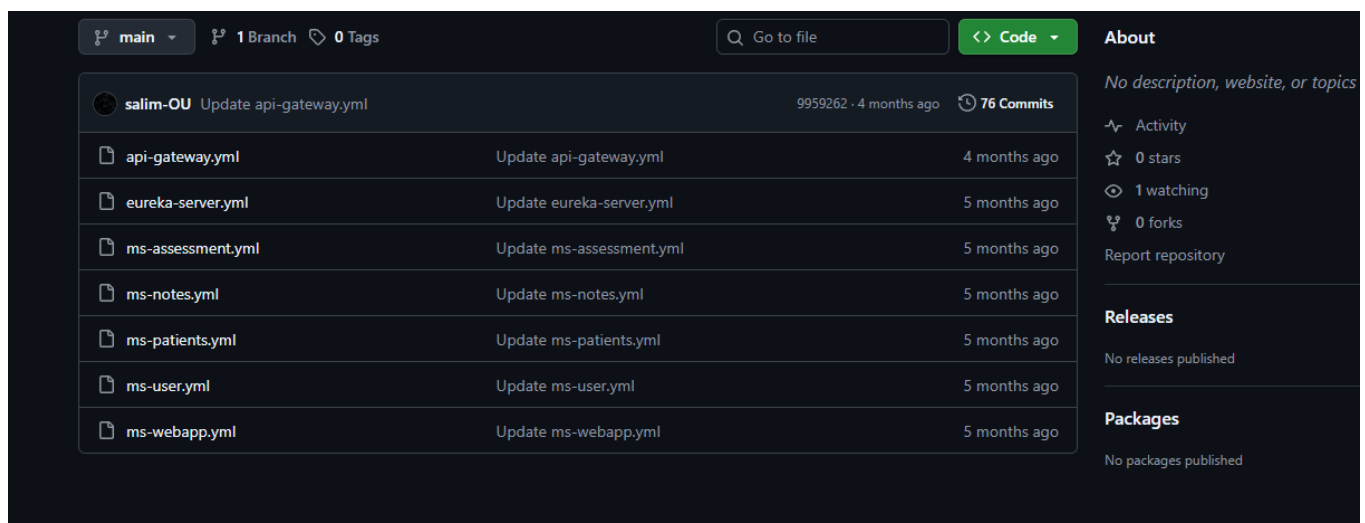 main 1 Branch 0 Tags Go to file Code
About
No description, website, or topics
salim-OU Update api-gateway.yml 9959262 · 4 months ago 76 Commits
Activity
api-gateway.yml Update api-gateway.yml 4 months ago
0 stars
eureka-server.yml Update eureka-server.yml 5 months ago
1 watching
0 forks
ms-assessment.yml Update ms-assessment.yml 5 months ago
Report repository
ms-notes.yml Update ms-notes.yml 5 months ago
Releases
ms-patients.yml Update ms-patients.yml 5 months ago
No releases published
ms-user.yml Update ms-user.yml 5 months ago
Packages
ms-webapp.yml Update ms-webapp.yml 5 months ago
No packages published